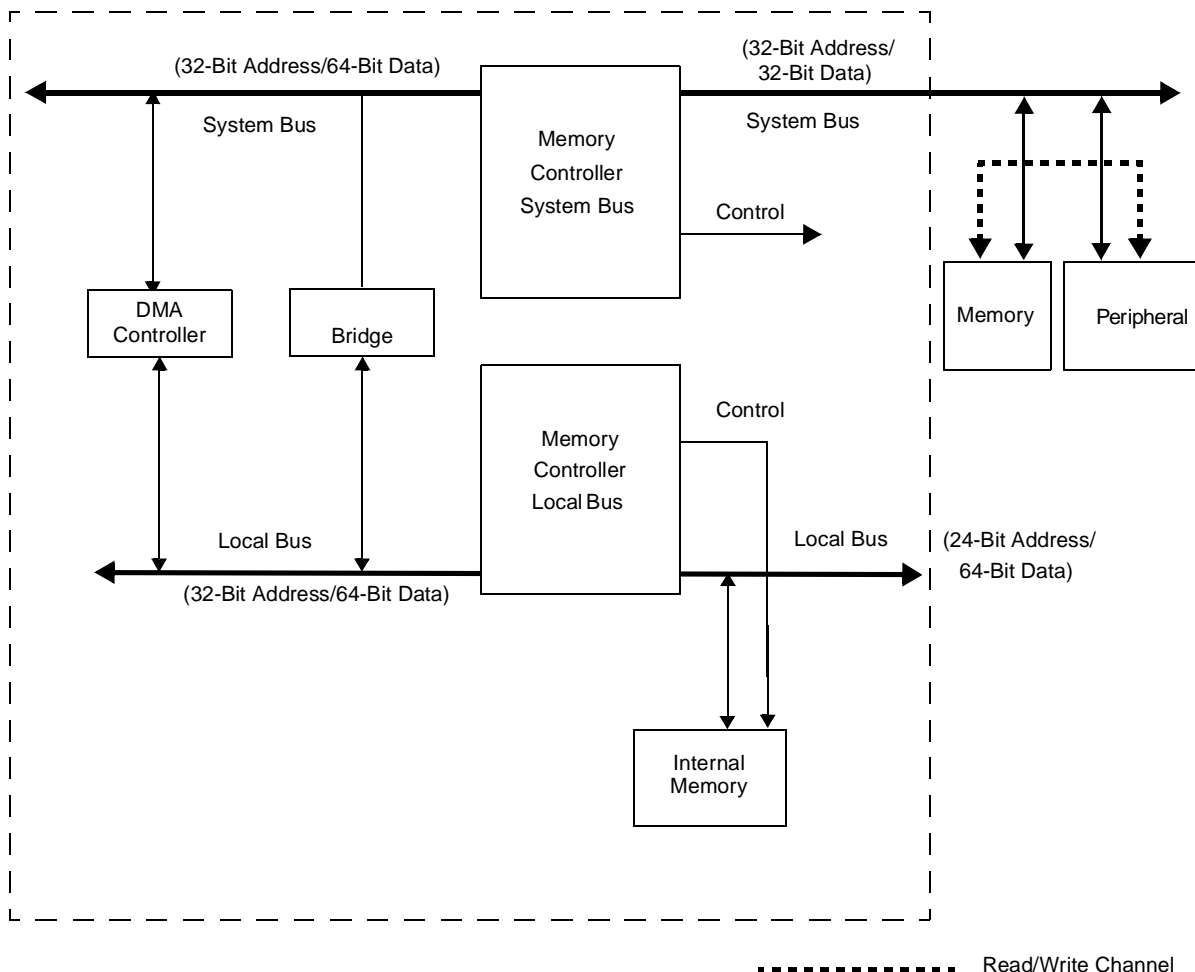 (32-Bit Address/64-Bit Data)
(32-Bit Address/
32-Bit Data)
System Bus
System Bus
Memory
Controller
System Bus
Control
DMA
Controller
Bridge
Memory
Peripheral
Control
Memory
Controller
Local Bus
Local Bus
Local Bus
(24-Bit Address/
64-Bit Data)
(32-Bit Address/64-Bit Data)
Internal
Memory
Read/Write Channel